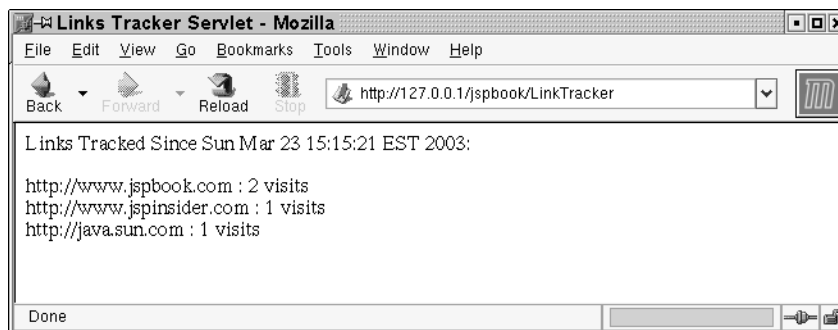 Links Tracker Servlet - Mozilla
File Edit View Go Bookmarks Tools Window Help
Back Forward Reload Stop http://127.0.0.1/jspbook/LinkTracker
Links Tracked Since Sun Mar 23 15:15:21 EST 2003:
http://www.jspbook.com : 2 visits
http://www.jspinsider.com : 1 visits
http://java.sun.com : 1 visits
Done